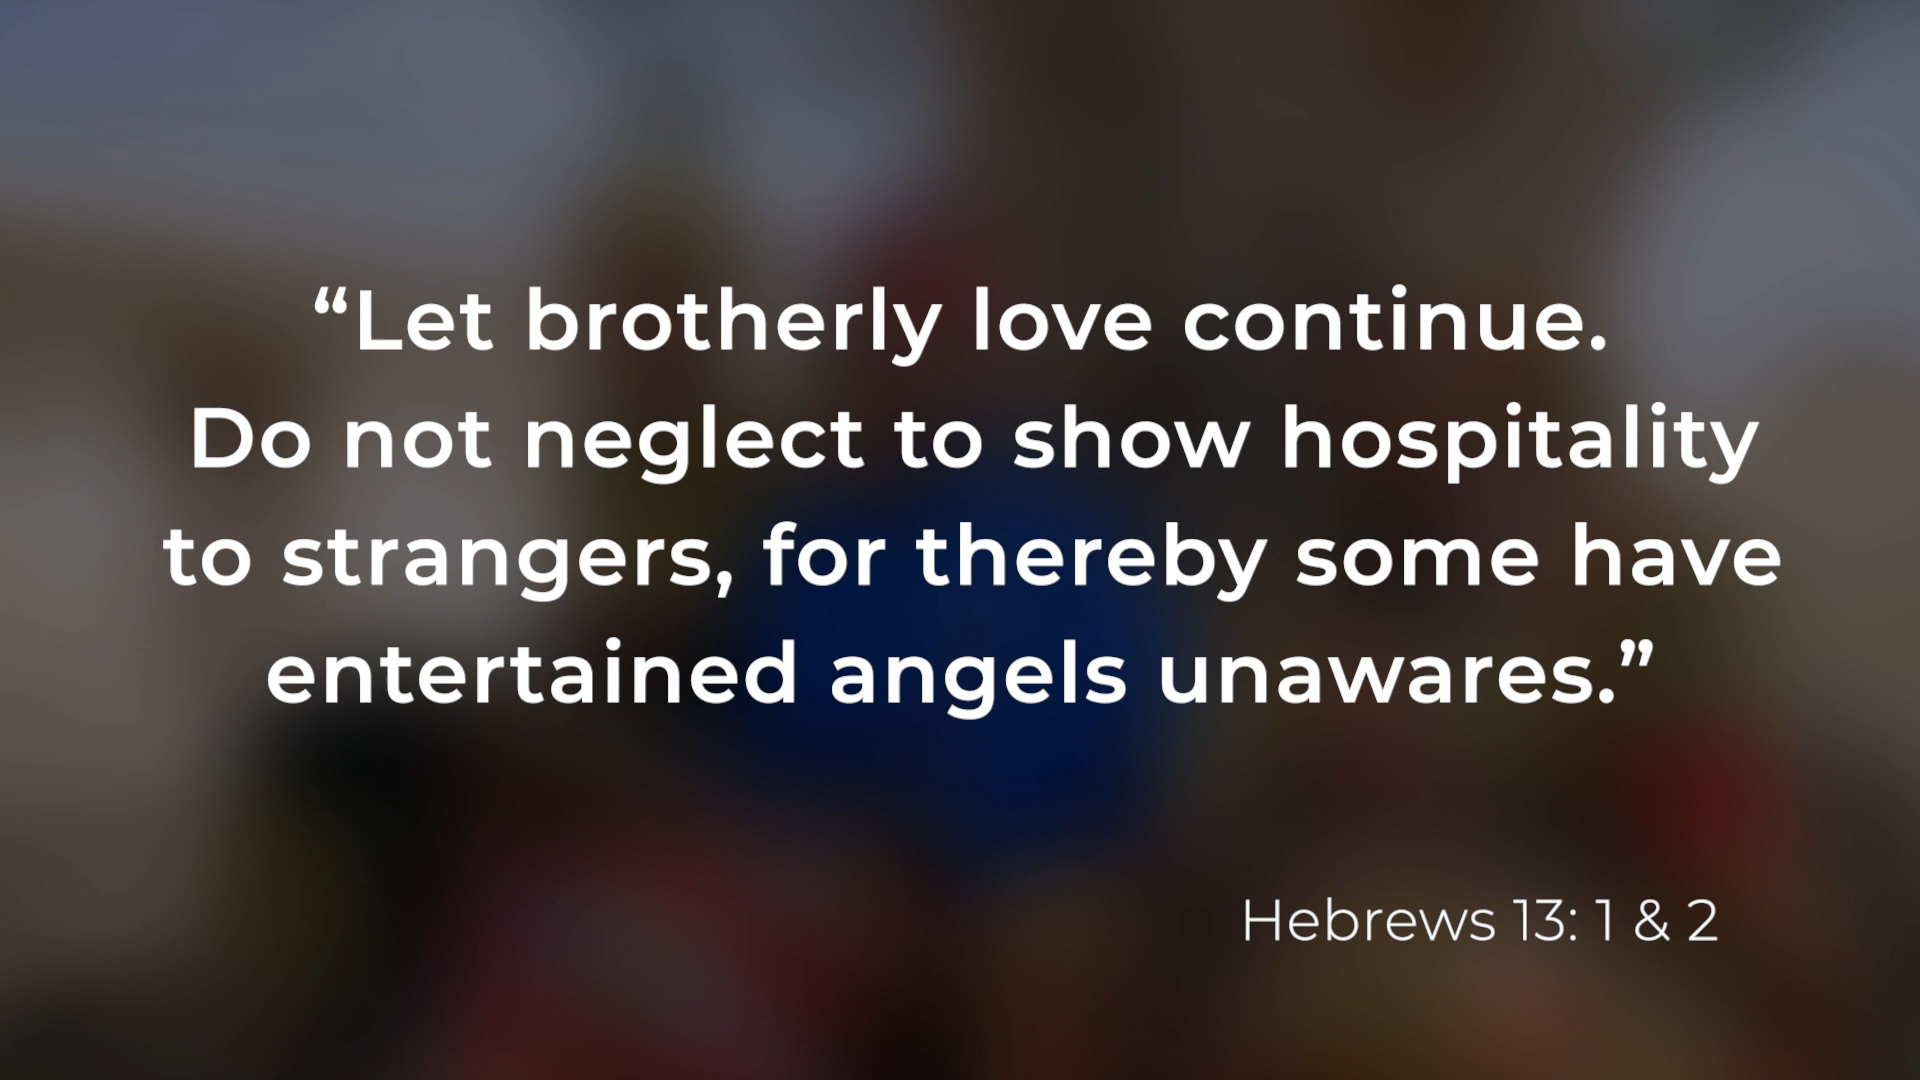 “Let brotherly love continue.
Do not neglect to show hospitality
to strangers, for thereby some have
entertained angels unawares.”
Hebrews 13: 1 & 2